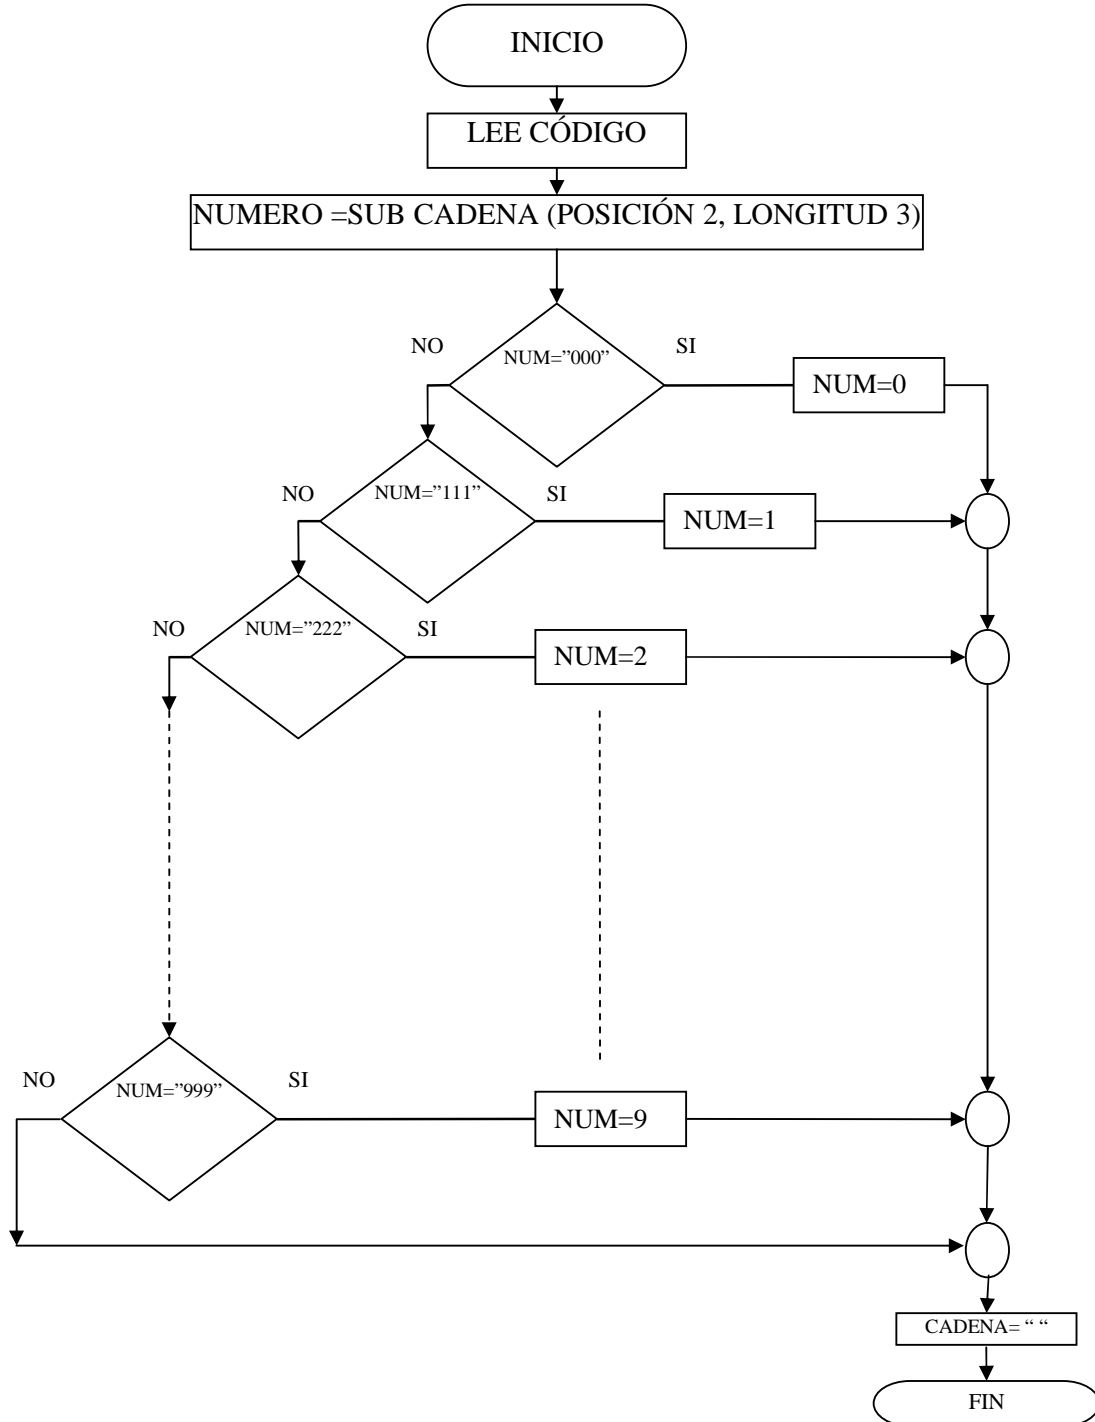 INICIO
LEE CÓDIGO
NUMERO =SUB CADENA (POSICIÓN 2, LONGITUD 3)
NO
NUM=”000”
SI
NUM=0
NO
NUM=”111”
SI
NUM=1
NO
NUM=”222”
SI
NUM=2
NO
NUM=”999”
SI
NUM=9
CADENA= “ “
FIN